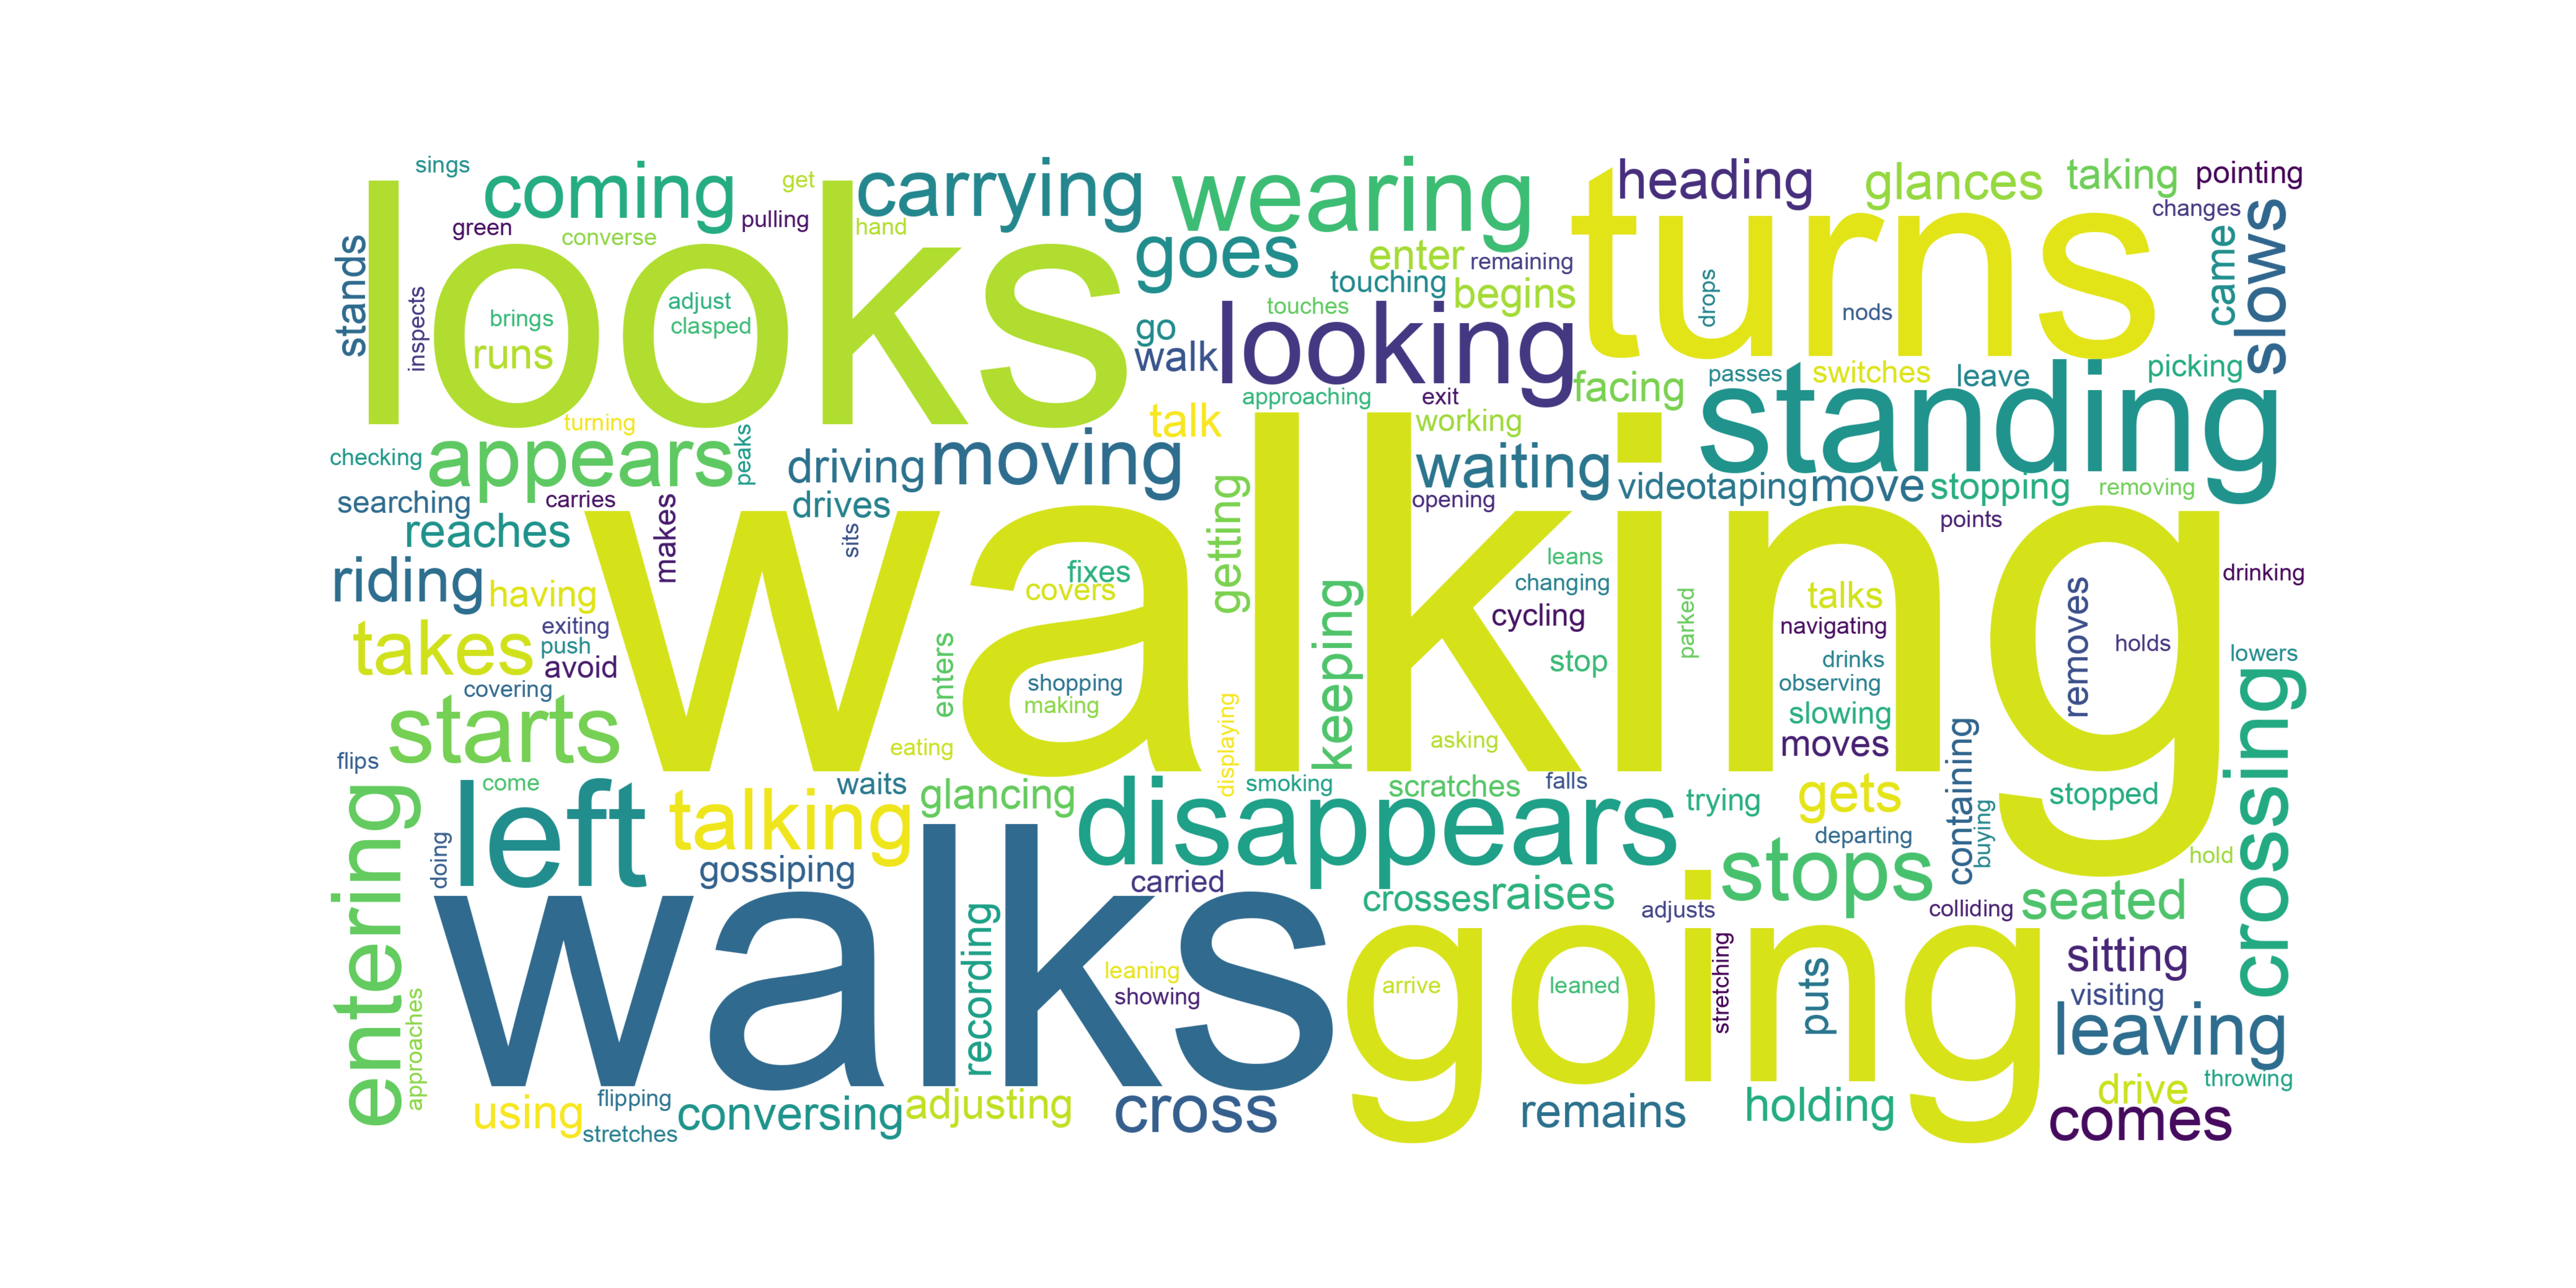 sings
coming
get
carrying
wearing
heading
glances
taking
pointing
green
converse
pulling
hand
changes
looks
goes
enter
remaining
turns
came
slows
stands
inspects
brings
adjust
clasped
runs
touching
begins
touches
drops
nods
go
walk
looking
facing
passes
switches
leave
picking
approaching
exit
turning
talk
working
standing
checking
appears
peaks
driving
moving
waiting
videotaping
move
stopping
removing
searching
carries
makes
drives
getting
opening
points
reaches
sits
walking
riding
having
fixes
covers
leans
changing
drinking
keeping
cycling
parked
talks
navigating
removes
holds
takes
exiting
push
avoid
enters
stop
drinks
observing
lowers
covering
shopping
making
displaying
slowing
moves
crossing
starts
eating
asking
containing
flips
come
waits
glancing
smoking
scratches
falls
trying
gets
stopped
entering
doing
left
talking
disappears
departing
buying
hold
gossiping
carried
crosses
raises
stops
adjusts
colliding
seated
walks
recording
leaning
showing
going
arrive
leaned
stretching
puts
sitting
visiting
leaving
approaches
using
flipping
stretches
conversing
adjusting
cross
remains
holding
drive
throwing
comes